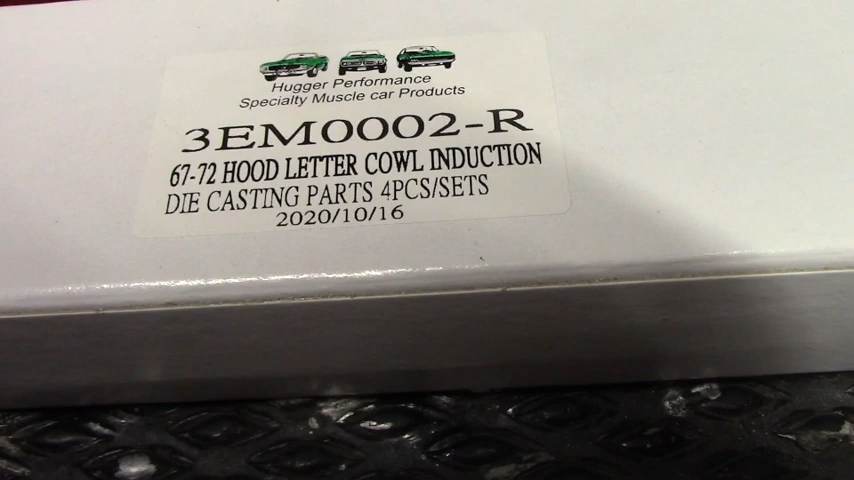 Hugger Performance
Specialty Muscle car Products
3EM0002-R
67-72 HOOD LETTER COWL INDUCTION
DIE CASTING PARTS 4PCS/SETS
2020/10/16